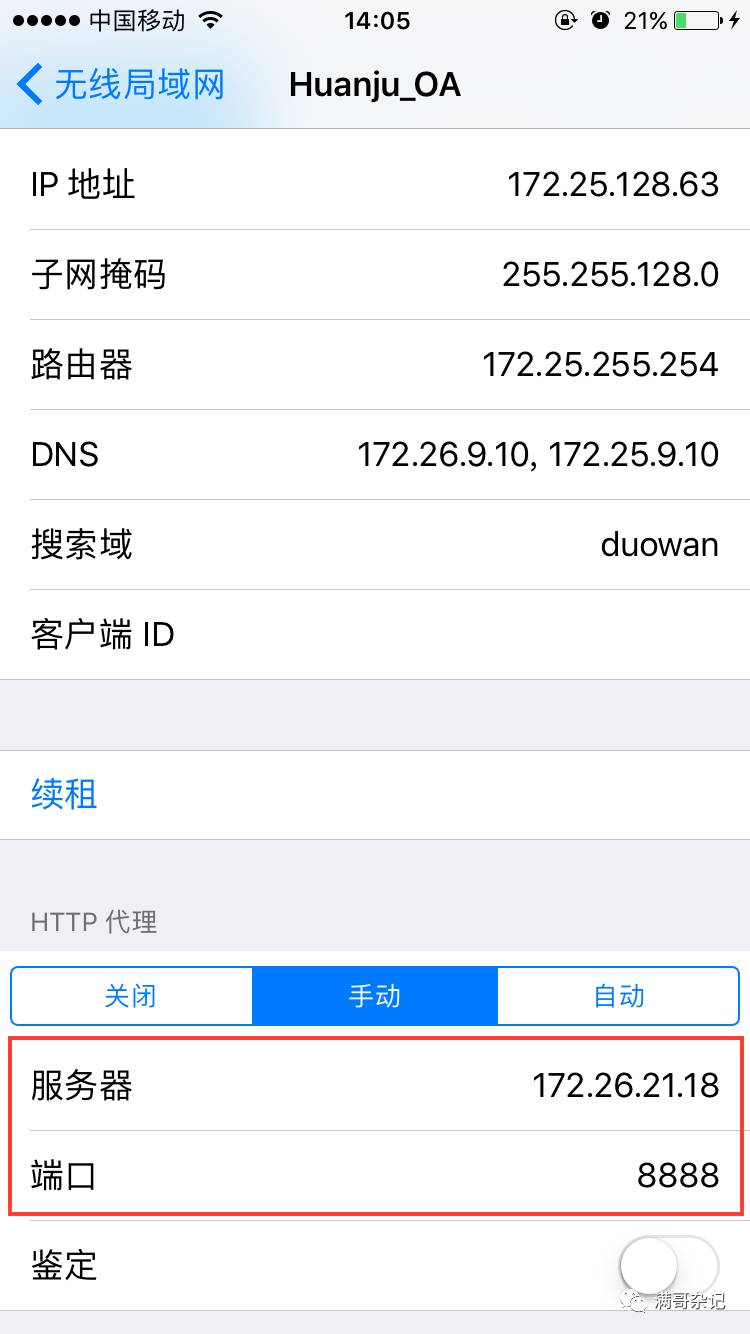 中国移动 14:05 21%
无线局域网 Huanju_OA
IP 地址 172.25.128.63
子网掩码 255.255.128.0
路由器 172.25.255.254
DNS 172.26.9.10, 172.25.9.10
搜索域 duowan
客户端 ID
续租
HTTP 代理
关闭 手动 自动
服务器 172.26.21.18
端口 8888
鉴定
满哥杂记